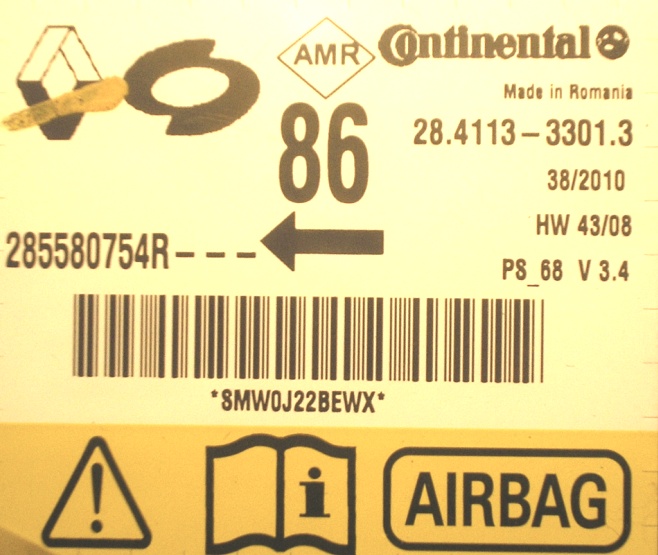 AMR
Continental
Made in Romania
86
28.4113-3301.3
38/2010
HW 43/08
285580754R---
PS_68 V 3.4
*8MW0J22BEWX*
i
AIRBAG